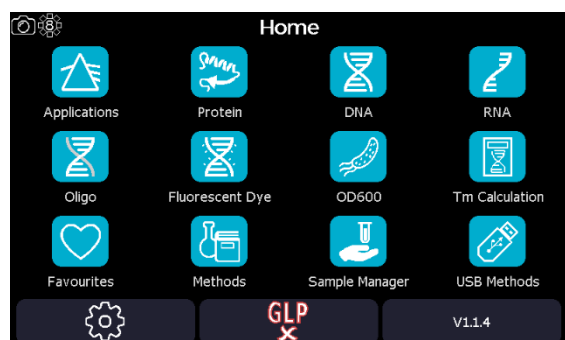 8
Home
Applications
Protein
DNA
RNA
Oligo
Fluorescent Dye
OD600
Tm Calculation
Favourites
Methods
Sample Manager
USB Methods
GLP
V1.1.4